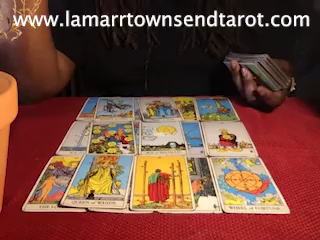 www.lamarrtownsendtarot.com
QUEEN of WANDS.
WHEEL of FORTUNE.